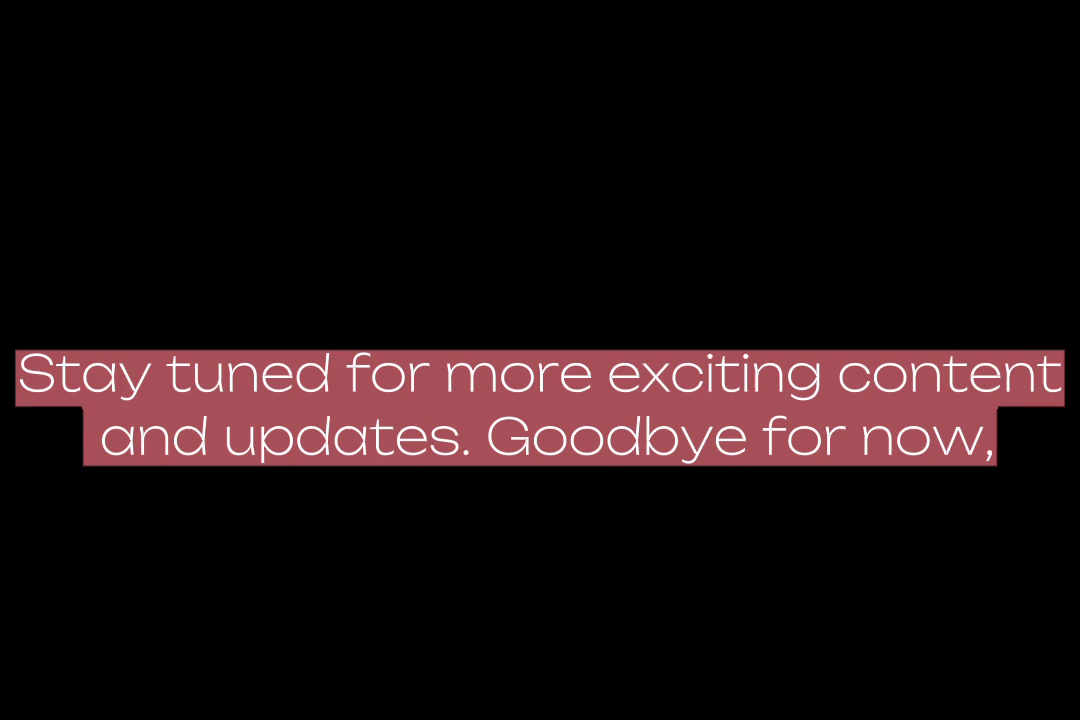 Stay tuned for more exciting content
and updates. Goodbye for now,